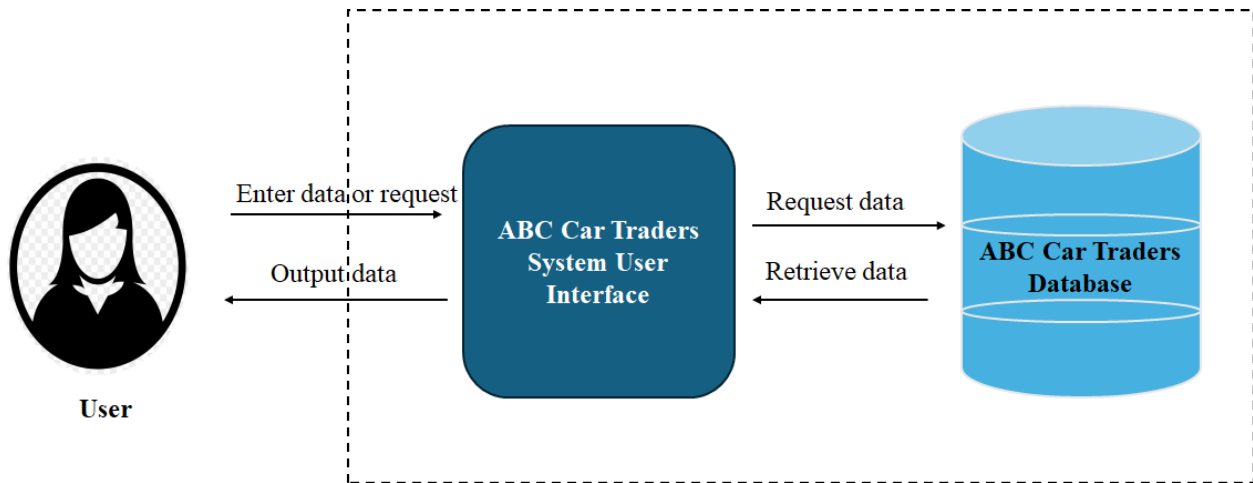 Enter data or request
Output data
User
ABC Car Traders
System User
Interface
Request data
Retrieve data
ABC Car Traders
Database